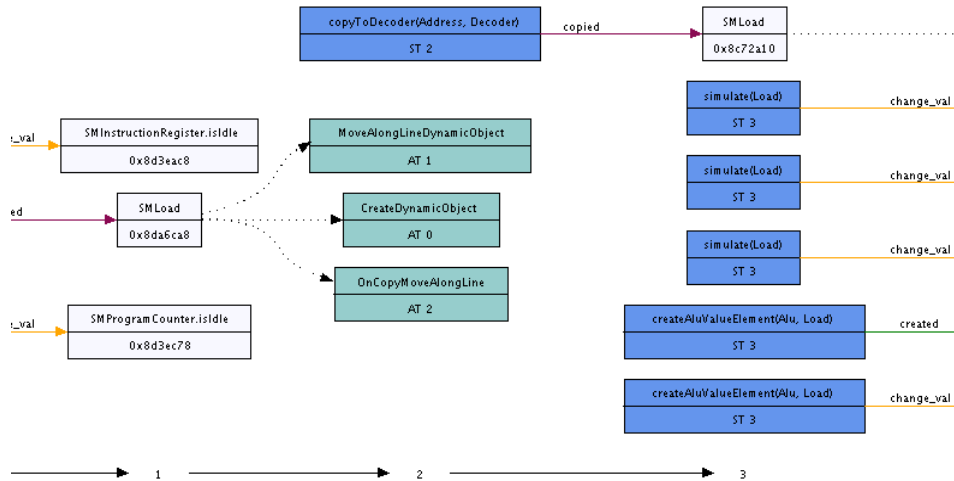 copyToDecoder(Address, Decoder)
ST 2
copied
SMLoad
0x8c72a10
simulate(Load)
ST 3
change_val
_val
SMInstructionRegister.isIdle
0x8d3eac8
MoveAlongLineDynamicObject
AT 1
simulate(Load)
ST 3
change_val
ed
SMLoad
0x8da6ca8
CreateDynamicObject
AT 0
simulate(Load)
ST 3
change_val
OnCopyMoveAlongLine
AT 2
e_val
SMProgramCounter.isIdle
0x8d3ec78
createAluValueElement(Alu, Load)
ST 3
created
createAluValueElement(Alu, Load)
ST 3
change_val
1 2 3